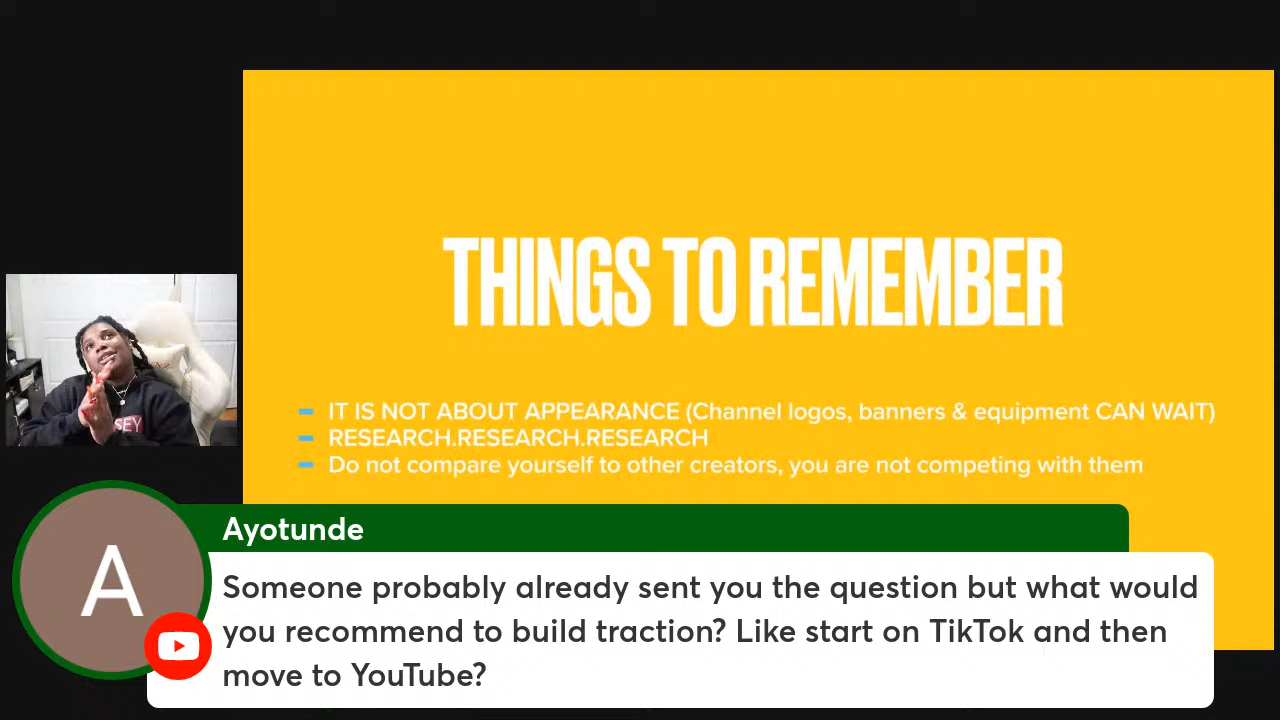 THINGS TO REMEMBER
IT IS NOT ABOUT APPEARANCE (Channel logos, banners & equipment CAN WAIT)
RESEARCH.RESEARCH.RESEARCH
Do not compare yourself to other creators, you are not competing with them
SEY
A
Ayotunde
Someone probably already sent you the question but what would
you recommend to build traction? Like start on TikTok and then
move to YouTube?